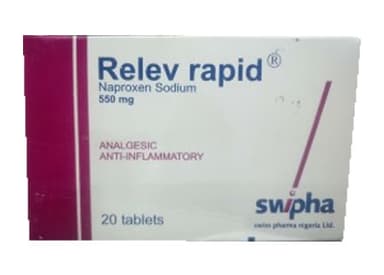 Relev rapid®
Naproxen Sodium
550 mg
ANALGESIC
ANTI-INFLAMMATORY
20 tablets
swipha
swiss pharma nigeria Ltd.